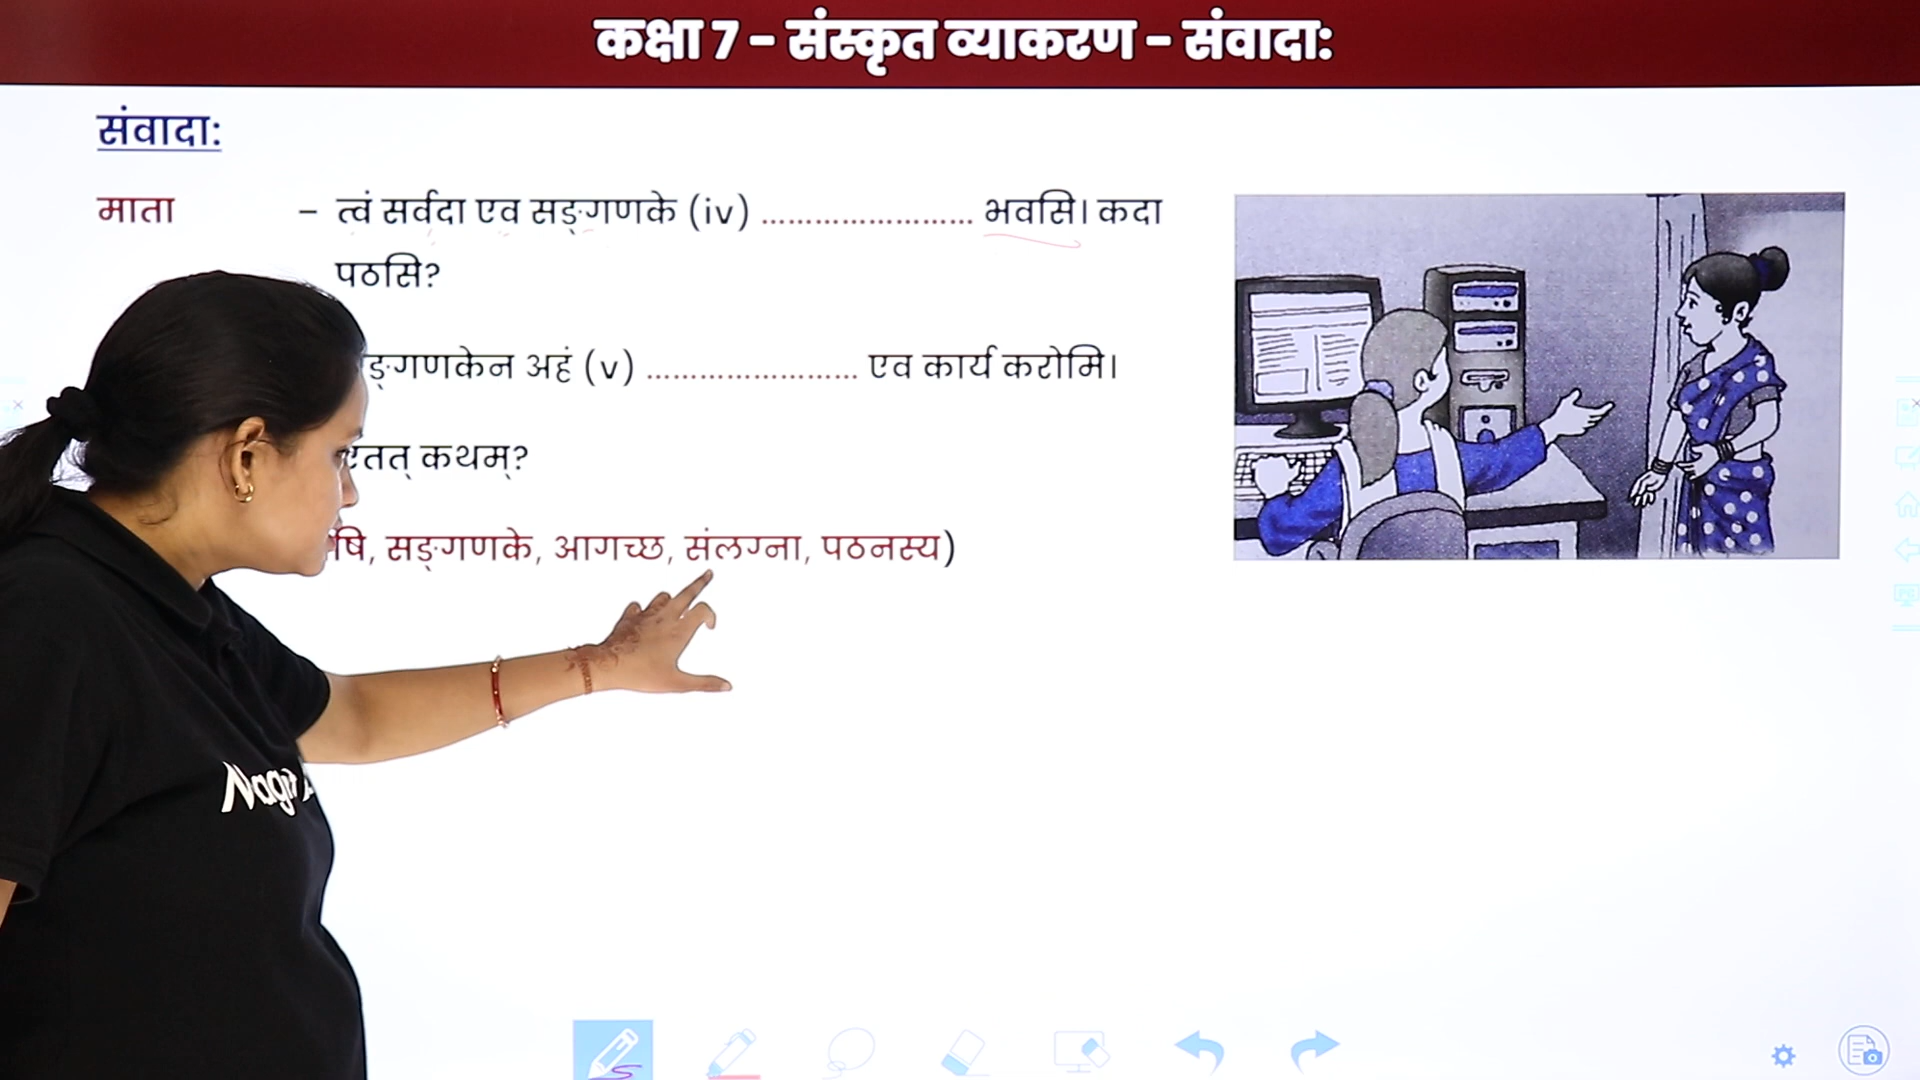 कक्षा 7 - संस्कृत व्याकरण - संवादा:
संवादा:
माता – त्वं सर्वदा एव सङ्गणके (iv) ........................ भवसि। कदा
पठसि?
ङ्गणकेन अहं (v) ........................ एव कार्य करोमि।
एतत् कथम्?
षि, सङ्गणके, आगच्छ, संलग्ना, पठनस्य)